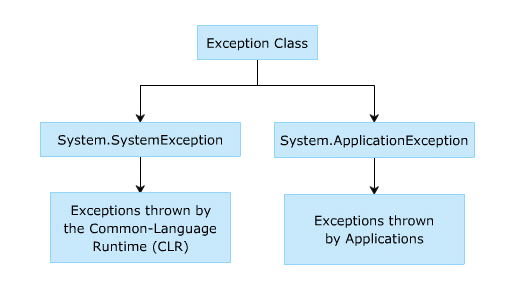 Exception Class
System.SystemException
System.ApplicationException
Exceptions thrown by
the Common-Language
Runtime (CLR)
Exceptions thrown
by Applications